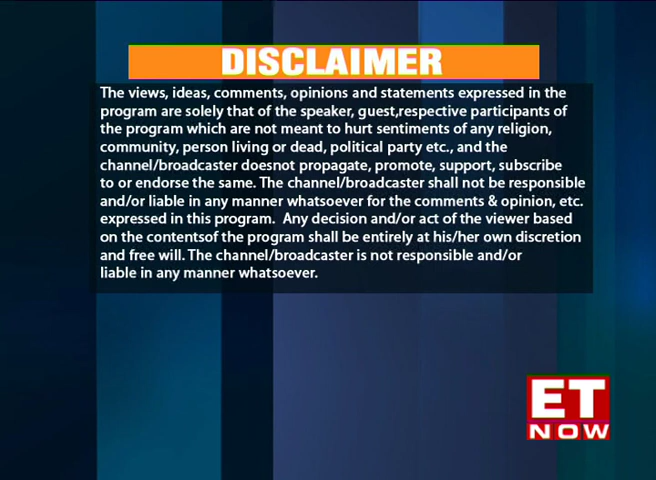 DISCLAIMER
The views, ideas, comments, opinions and statements expressed in the
program are solely that of the speaker, guest,respective participants of
the program which are not meant to hurt sentiments of any religion,
community, person living or dead, political party etc., and the
channel/broadcaster doesnot propagate, promote, support, subscribe
to or endorse the same. The channel/broadcaster shall not be responsible
and/or liable in any manner whatsoever for the comments & opinion, etc.
expressed in this program. Any decision and/or act of the viewer based
on the contentsof the program shall be entirely at his/her own discretion
and free will. The channel/broadcaster is not responsible and/or
liable in any manner whatsoever.
ET
NOW